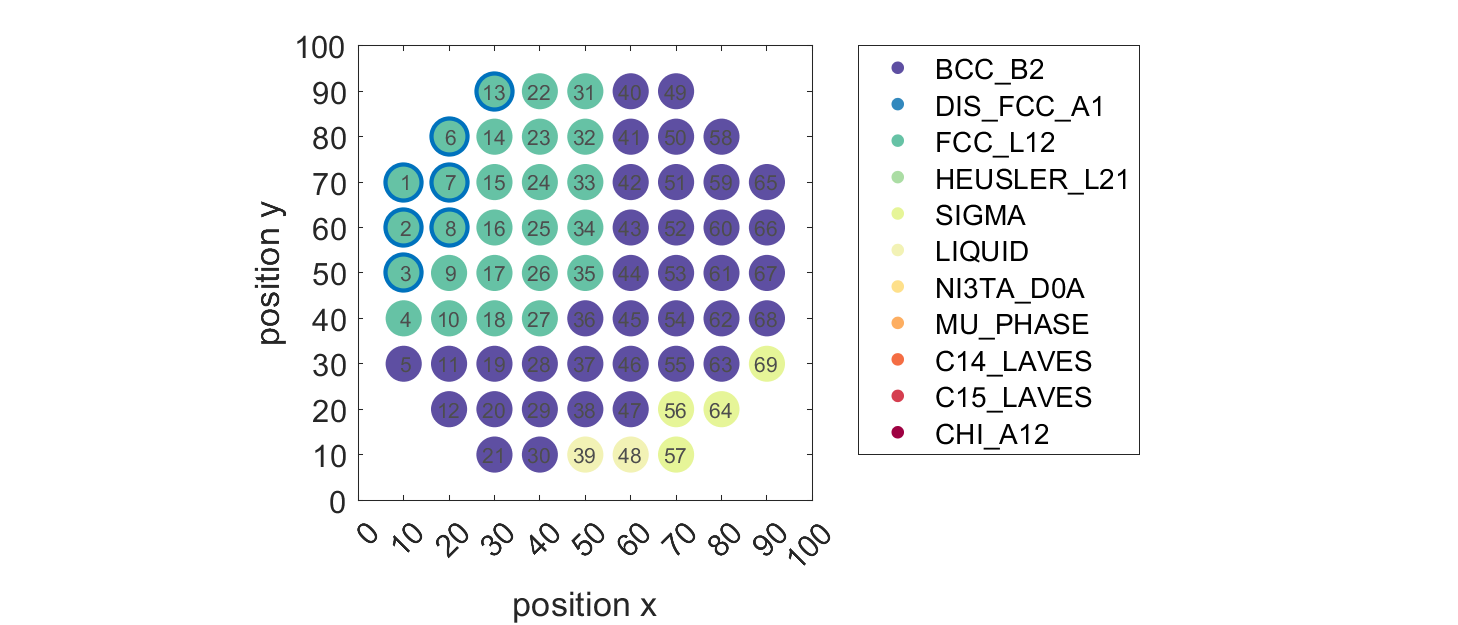 100
90
80
70
60
50
40
30
20
10
0
position y
13 22 31 40 49
6 14 23 32 41 50 58
1 7 15 24 33 42 51 59 65
2 8 16 25 34 43 52 60 66
3 9 17 26 35 44 53 61 67
4 10 18 27 36 45 54 62 68
5 11 19 28 37 46 55 63 69
12 20 29 38 47 56 64
21 30 39 48 57
0 10 20 30 40 50 60 70 80 90 100
position x
BCC_B2
DIS_FCC_A1
FCC_L12
HEUSLER_L21
SIGMA
LIQUID
NI3TA_D0A
MU_PHASE
C14_LAVES
C15_LAVES
CHI_A12